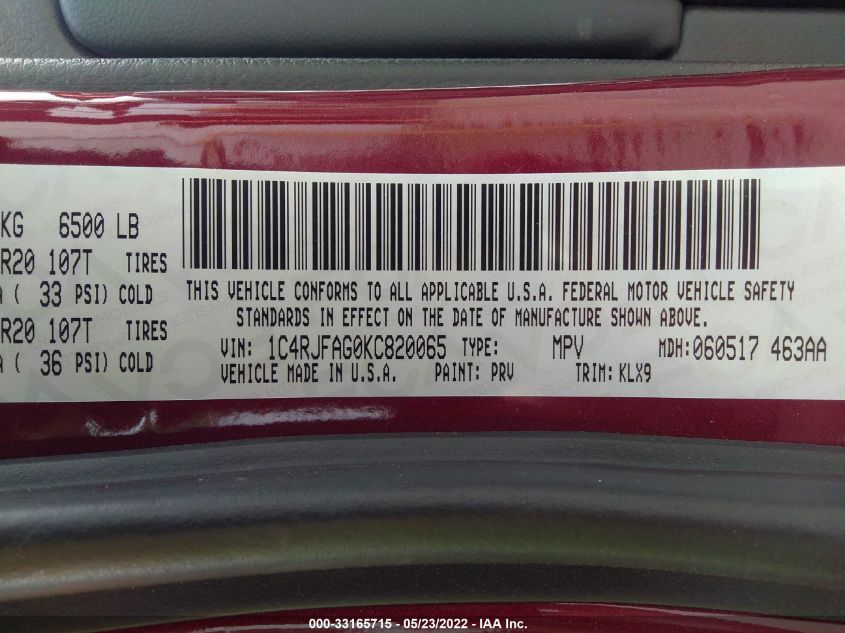 KG 6500 LB
R20 107T TIRES
( 33 PSI) COLD
R20 107T TIRES
( 36 PSI) COLD
THIS VEHICLE CONFORMS TO ALL APPLICABLE U.S.A. FEDERAL MOTOR VEHICLE SAFETY
STANDARDS IN EFFECT ON THE DATE OF MANUFACTURE SHOWN ABOVE.
VIN: 1C4RJFAG0KC820065 TYPE: MPV MDH:060517 463AA
VEHICLE MADE IN U.S.A. PAINT: PRV TRIM: KLX9
000-33165715 - 05/23/2022 - IAA Inc.